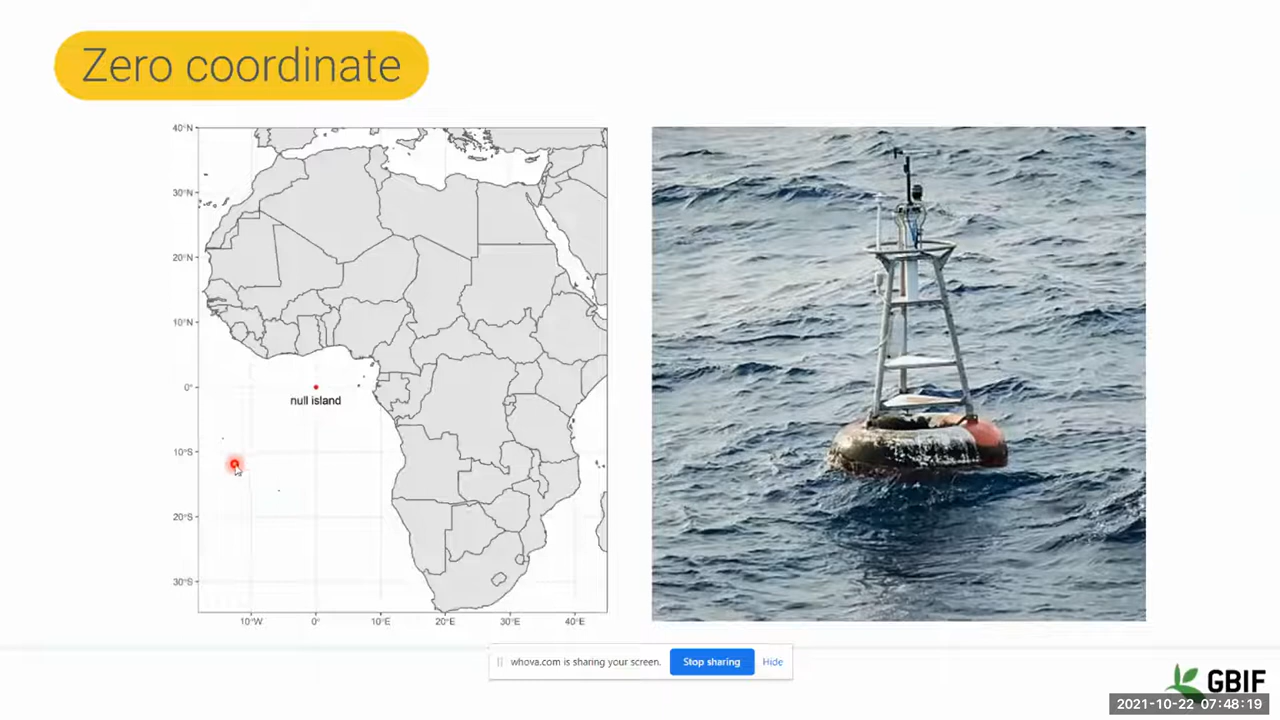 Zero coordinate
40°N
30°N
20°N
10°N
0°
10°S
20°S
30°S
null island
10°W
0°
10°E
20°E
30°E
40°E
whova.com is sharing your screen.
Stop sharing
Hide
GBIF
2021-10-22 07:48:19